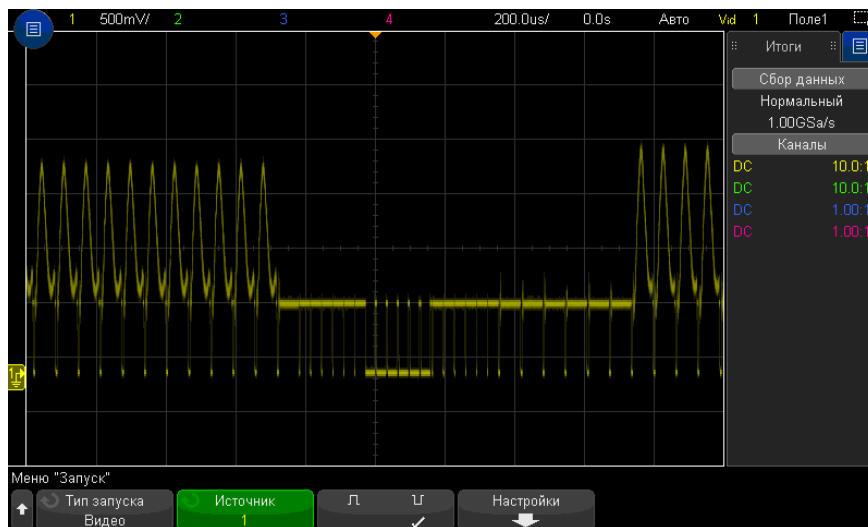 1 500mV/ 2 3 4 200.0us/ 0.0s Авто Vid 1 Поле1
Итоги
Сбор данных
Нормальный
1.00GSa/s
Каналы
DC 10.0:1
DC 10.0:1
DC 1.00:1
DC 1.00:1
1
Меню "Запуск"
Тип запуска Источник Настройки
Видео 1